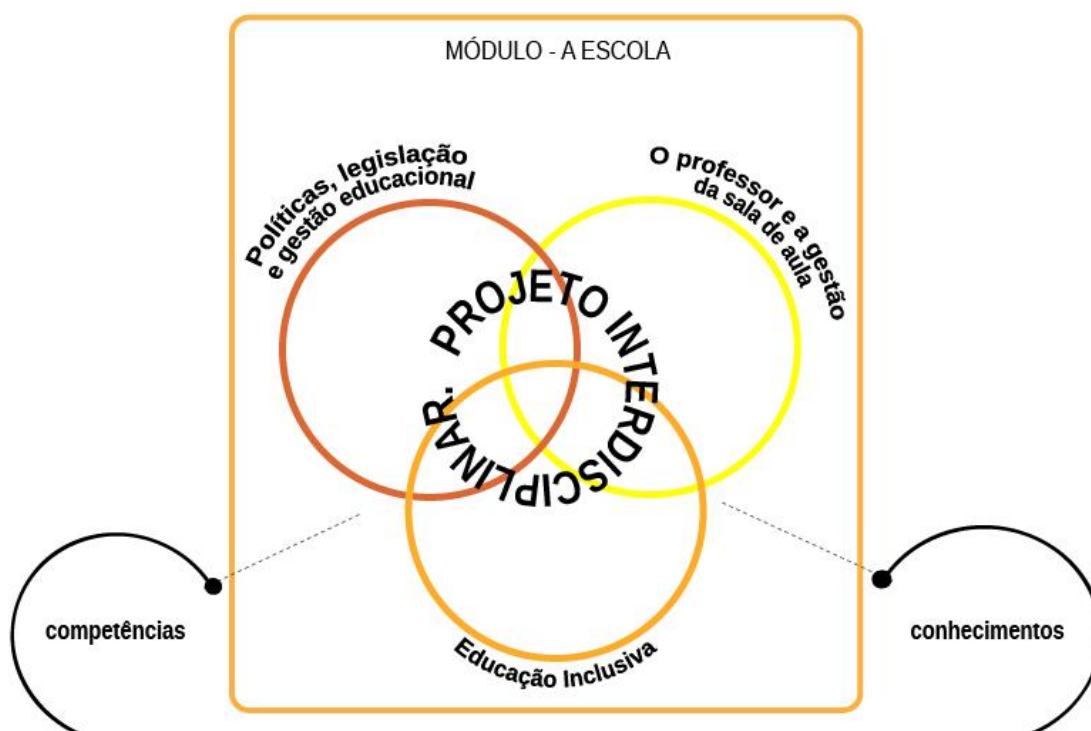 MÓDULO - A ESCOLA
Políticas, legislação
e gestão educacional
O professor e a gestão
da sala de aula
PROJETO INTERDISCIPLINAR.
competências
conhecimentos
Educação Inclusiva